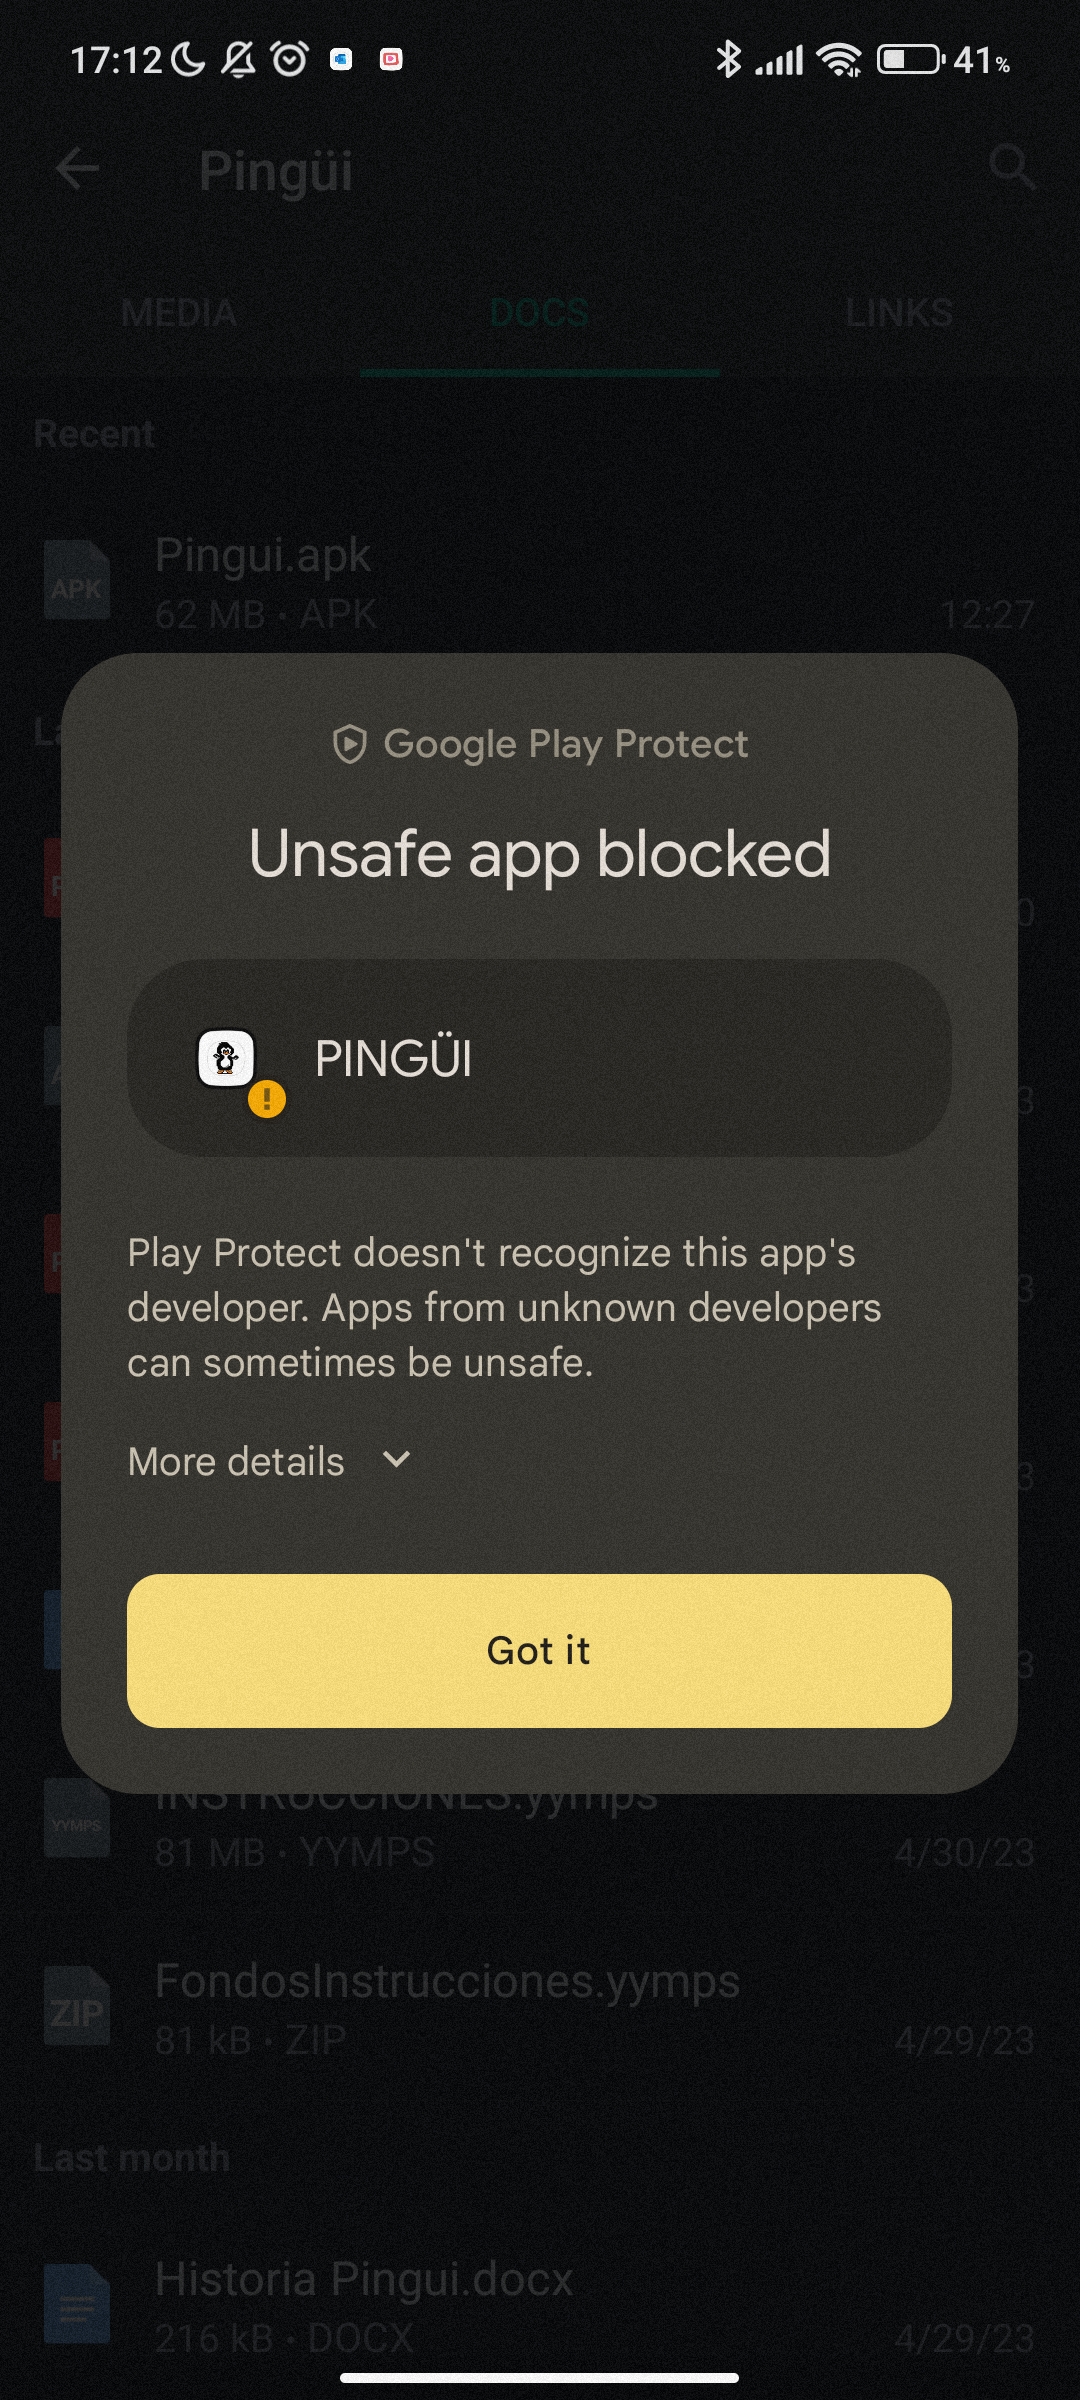 17:12
41%
Pingüi
MEDIA
DOCS
LINKS
Recent
APK
Pingui.apk
62 MB • APK
12:27
Google Play Protect
Unsafe app blocked
PINGÜI
!
Play Protect doesn't recognize this app's
developer. Apps from unknown developers
can sometimes be unsafe.
More details
Got it
YYMPS
INSTRUCCIONES.yymps
81 MB • YYMPS
4/30/23
ZIP
FondosInstrucciones.yymps
81 kB • ZIP
4/29/23
Last month
Historia Pingui.docx
216 kB • DOCX
4/29/23